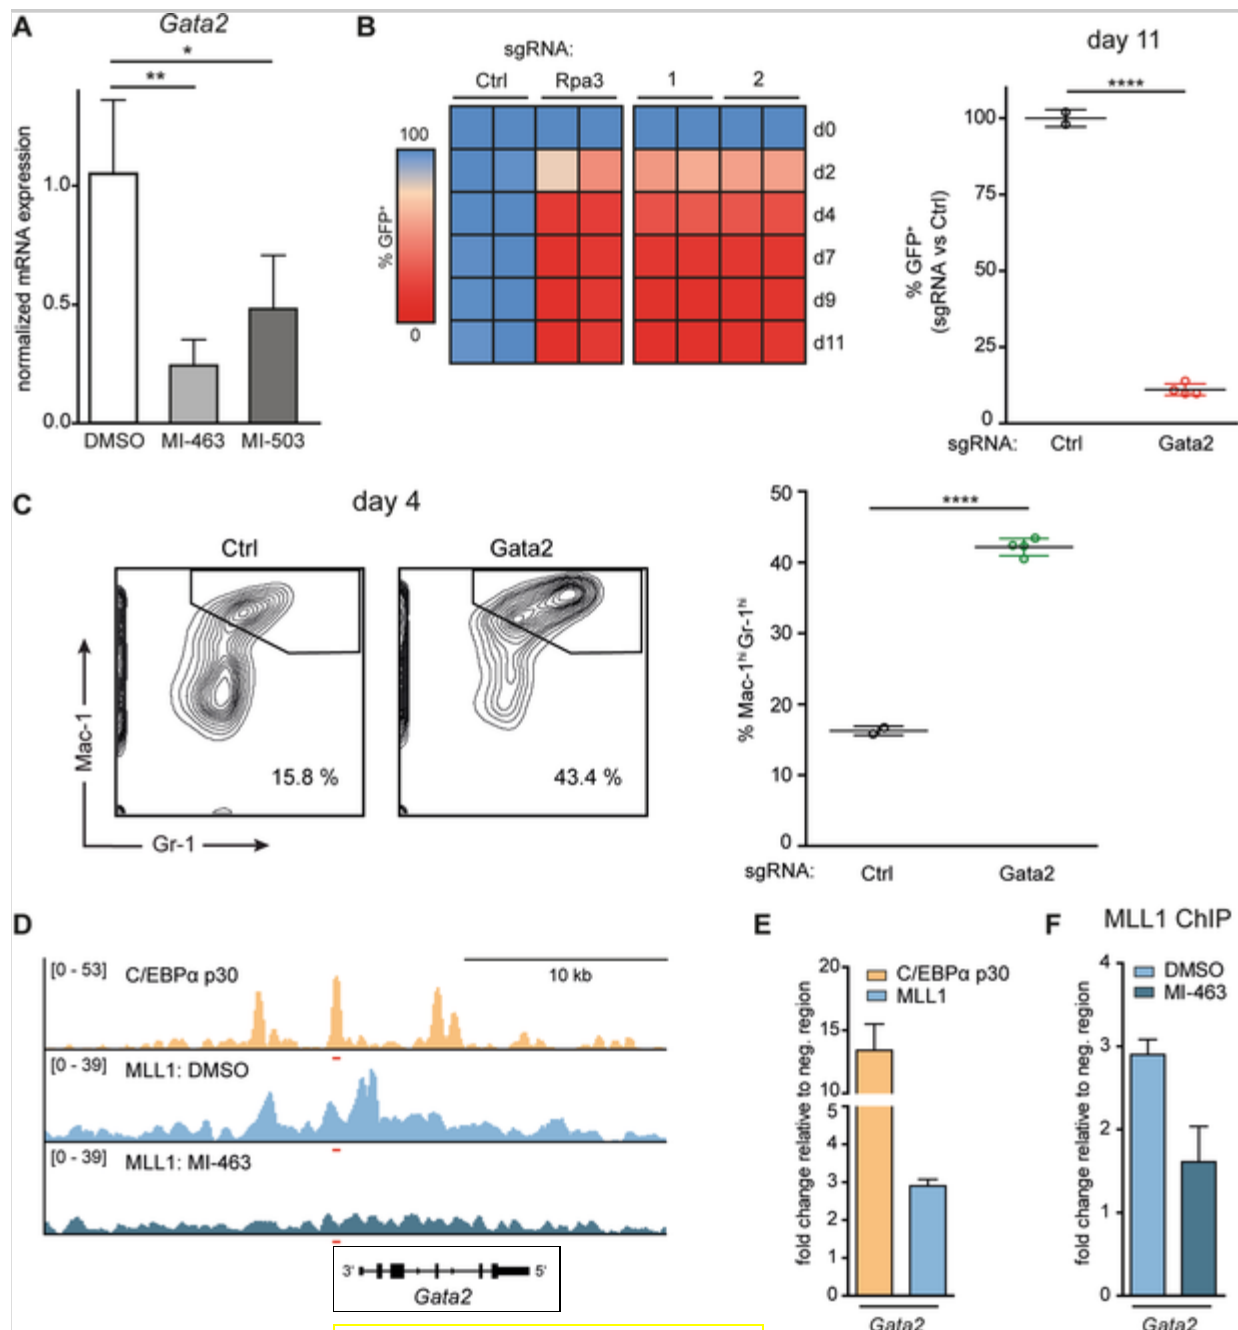 A
Gata2
*
**
normalized mRNA expression
1.0
0.5
0.0
DMSO MI-463 MI-503
B
sgRNA:
Ctrl Rpa3 1 2
100
% GFP+
0
d0
d2
d4
d7
d9
d11
day 11
****
% GFP+
(sgRNA vs Ctrl)
100
75
50
25
0
sgRNA: Ctrl Gata2
C
day 4
Ctrl Gata2
Mac-1
15.8 % 43.4 %
Gr-1
****
% Mac-1hiGr-1hi
50
40
30
20
10
0
sgRNA: Ctrl Gata2
D
[0 - 53] C/EBPα p30
10 kb
[0 - 39] MLL1: DMSO
[0 - 39] MLL1: MI-463
3' 5'
Gata2
E
C/EBPα p30
MLL1
fold change relative to neg. region
20
15
10
5
4
3
2
1
0
Gata2
F
MLL1 ChIP
DMSO
MI-463
fold change relative to neg. region
4
3
2
1
0
Gata2